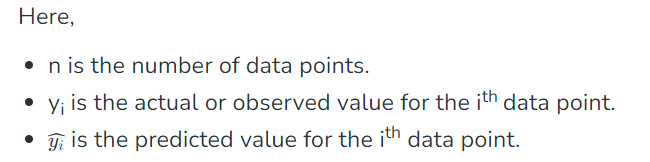 Here,
• n is the number of data points.
• yᵢ is the actual or observed value for the iᵗʰ data point.
• ŷᵢ is the predicted value for the iᵗʰ data point.